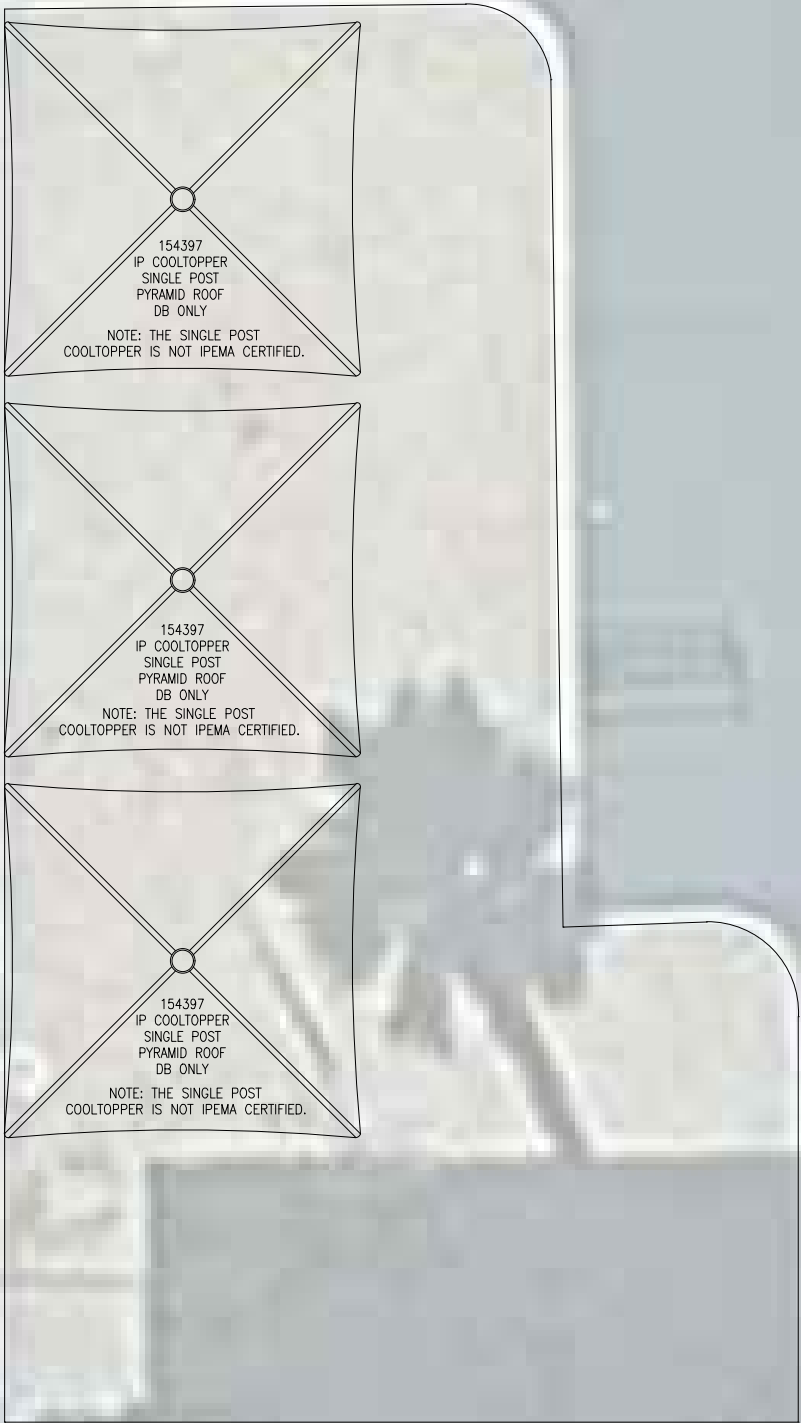 154397
IP COOLTOPPER
SINGLE POST
PYRAMID ROOF
DB ONLY
NOTE: THE SINGLE POST
COOLTOPPER IS NOT IPEMA CERTIFIED.
154397
IP COOLTOPPER
SINGLE POST
PYRAMID ROOF
DB ONLY
NOTE: THE SINGLE POST
COOLTOPPER IS NOT IPEMA CERTIFIED.
154397
IP COOLTOPPER
SINGLE POST
PYRAMID ROOF
DB ONLY
NOTE: THE SINGLE POST
COOLTOPPER IS NOT IPEMA CERTIFIED.